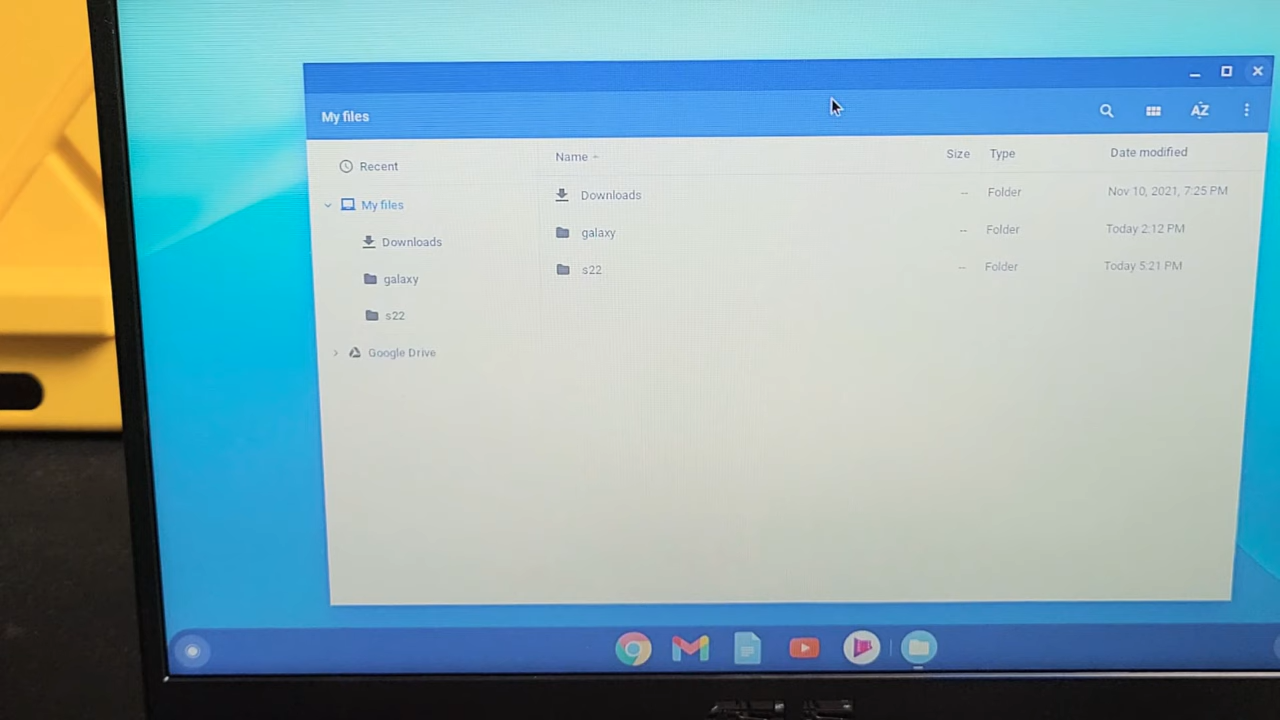 My files
AZ
Recent
My files
Downloads
galaxy
s22
Google Drive
Name Size Type Date modified
Downloads -- Folder Nov 10, 2021, 7:25 PM
galaxy -- Folder Today 2:12 PM
s22 -- Folder Today 5:21 PM